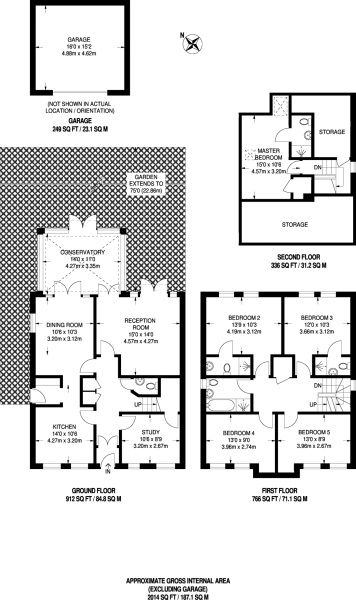 GARAGE
16'0 x 15'2
4.88m x 4.62m
N
(NOT SHOWN IN ACTUAL
LOCATION / ORIENTATION)
GARAGE
249 SQ FT / 23.1 SQ M
GARDEN
EXTENDS TO
75'0 (22.86m)
STORAGE
MASTER
BEDROOM
15'0 x 10'6
4.57m x 3.20m
DN
STORAGE
SECOND FLOOR
336 SQ FT / 31.2 SQ M
CONSERVATORY
14'0 x 11'0
4.27m x 3.35m
DINING ROOM
10'6 x 10'3
3.20m x 3.12m
RECEPTION
ROOM
15'0 x 14'0
4.57m x 4.27m
UP
KITCHEN
14'0 x 10'6
4.27m x 3.20m
STUDY
10'6 x 8'9
3.20m x 2.67m
IN
GROUND FLOOR
912 SQ FT / 84.8 SQ M
BEDROOM 2
13'9 x 10'3
4.19m x 3.12m
BEDROOM 3
12'0 x 10'3
3.66m x 3.12m
DN
UP
BEDROOM 4
13'0 x 9'0
3.96m x 2.74m
BEDROOM 5
13'0 x 8'9
3.96m x 2.67m
FIRST FLOOR
766 SQ FT / 71.1 SQ M
APPROXIMATE GROSS INTERNAL AREA
(EXCLUDING GARAGE)
2014 SQ FT / 187.1 SQ M